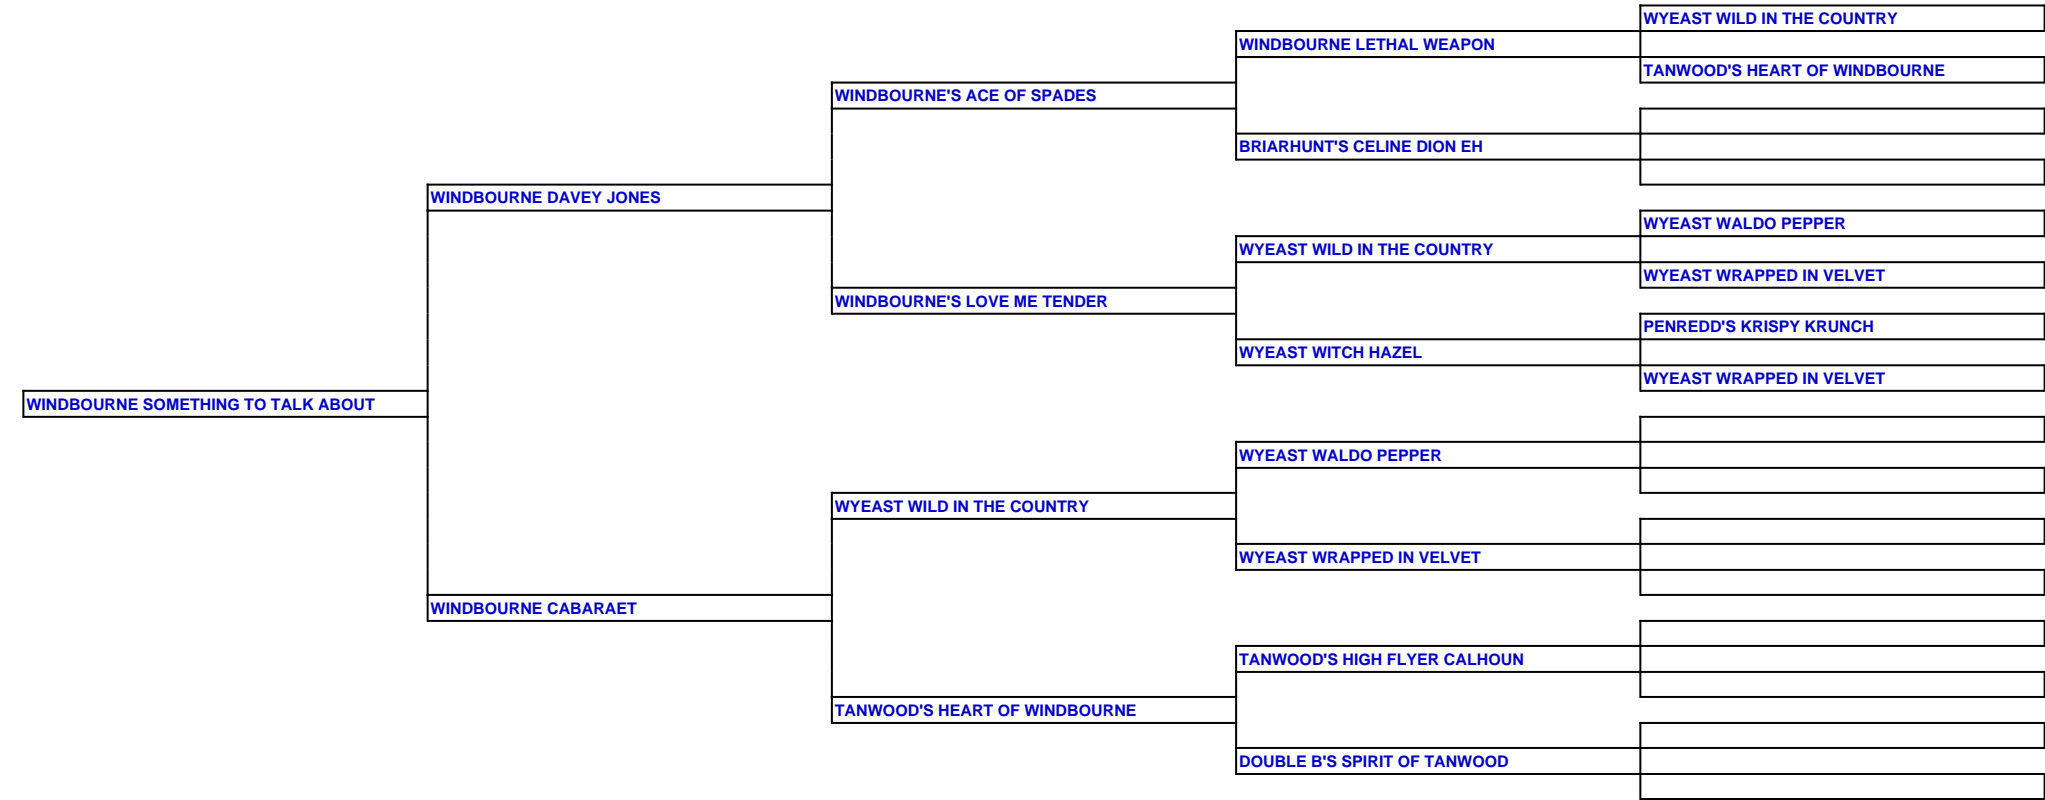 WYEAST WILD IN THE COUNTRY
WINDBOURNE LETHAL WEAPON
TANWOOD'S HEART OF WINDBOURNE
WINDBOURNE'S ACE OF SPADES
BRIARHUNT'S CELINE DION EH
WINDBOURNE DAVEY JONES
WYEAST WALDO PEPPER
WYEAST WILD IN THE COUNTRY
WYEAST WRAPPED IN VELVET
WINDBOURNE'S LOVE ME TENDER
PENREDD'S KRISPY KRUNCH
WYEAST WITCH HAZEL
WYEAST WRAPPED IN VELVET
WINDBOURNE SOMETHING TO TALK ABOUT
WYEAST WALDO PEPPER
WYEAST WILD IN THE COUNTRY
WYEAST WRAPPED IN VELVET
WINDBOURNE CABARAET
TANWOOD'S HIGH FLYER CALHOUN
TANWOOD'S HEART OF WINDBOURNE
DOUBLE B'S SPIRIT OF TANWOOD